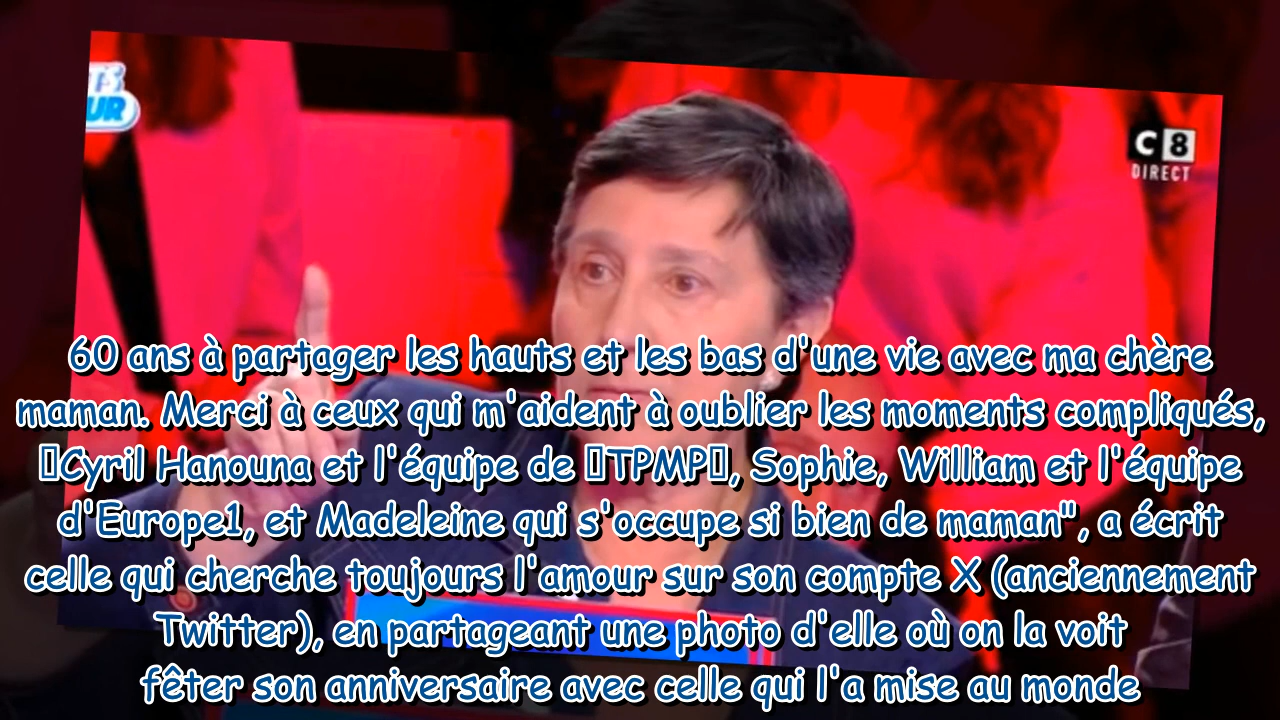 UR
C8
DIRECT
60 ans à partager les hauts et les bas d'une vie avec ma chère
maman. Merci à ceux qui m'aident à oublier les moments compliqués,
▯Cyril Hanouna et l'équipe de ▯TPMP▯, Sophie, William et l'équipe
d'Europe1, et Madeleine qui s'occupe si bien de maman", a écrit
celle qui cherche toujours l'amour sur son compte X (anciennement
Twitter), en partageant une photo d'elle où on la voit
fêter son anniversaire avec celle qui l'a mise au monde